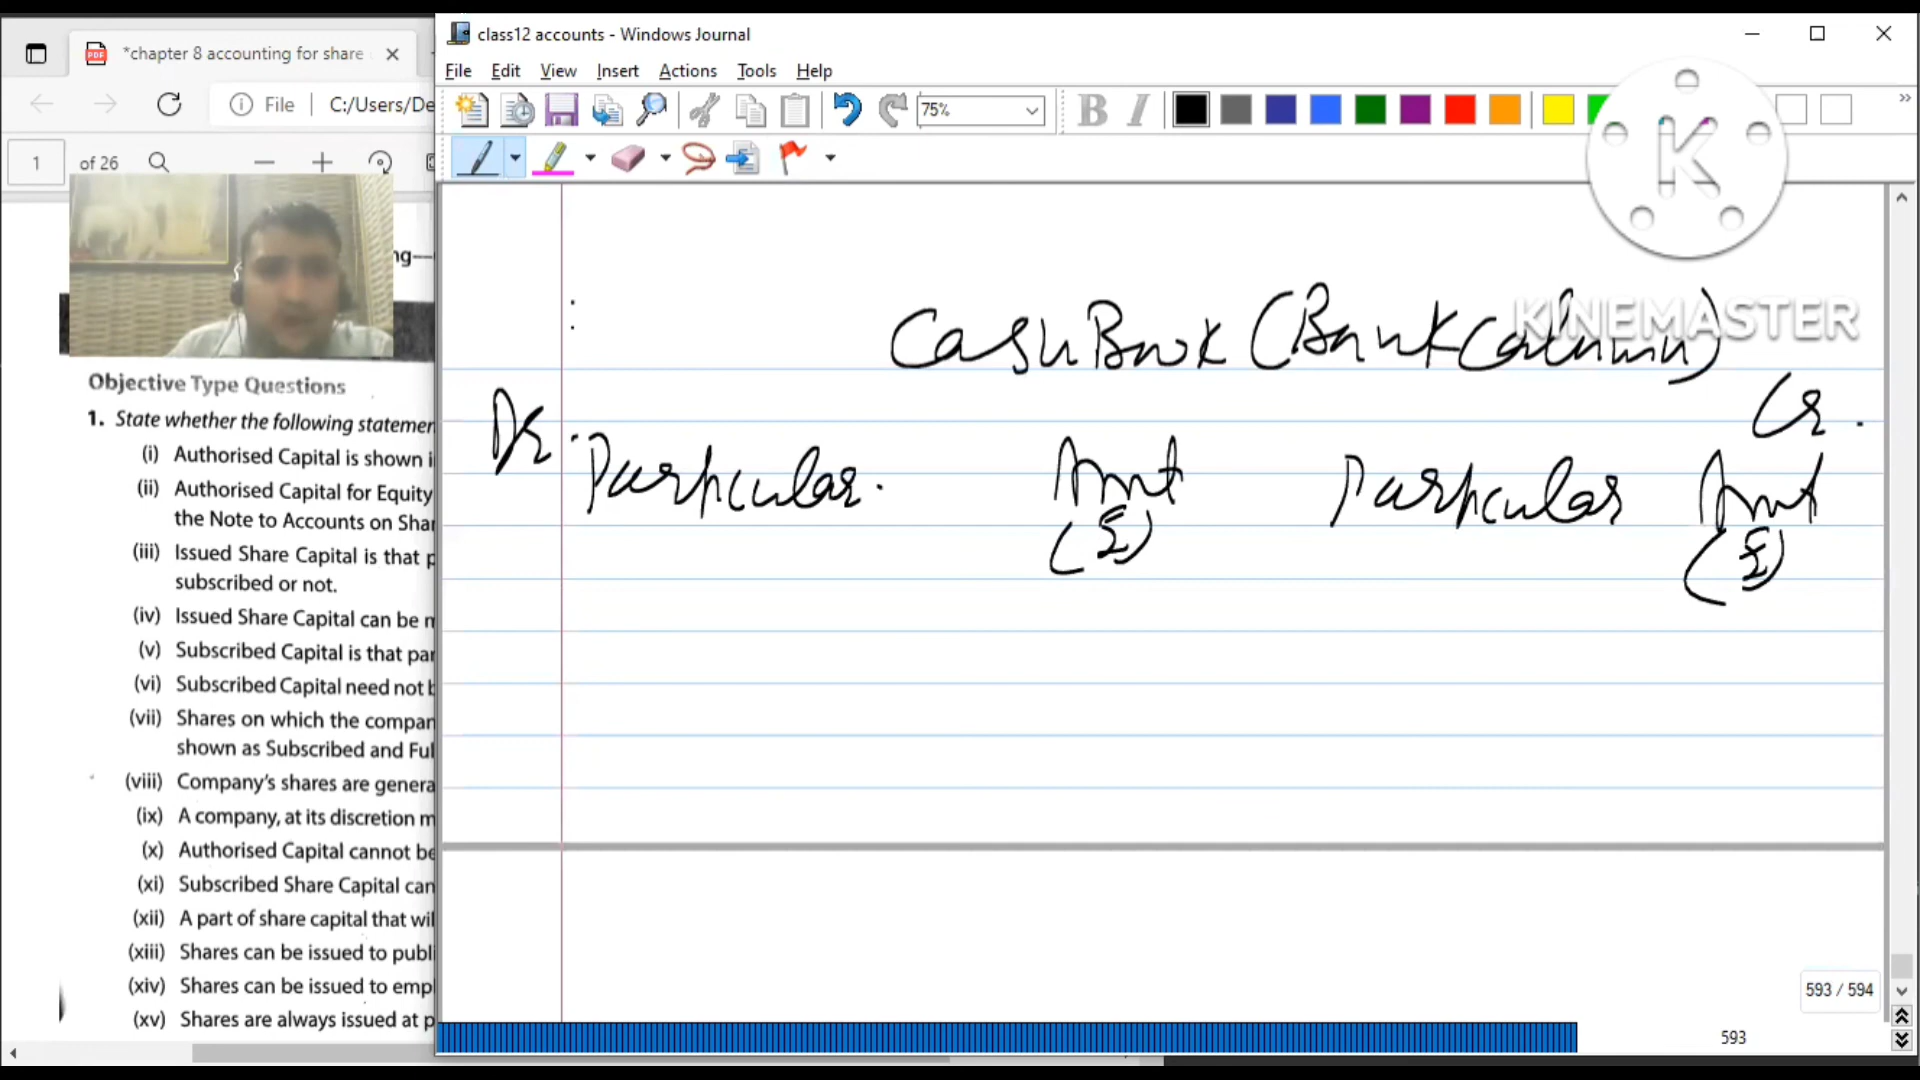 *chapter 8 accounting for share
File
C:/Users/De
1 of 26
ng—
Objective Type Questions
1. State whether the following statemen
(i) Authorised Capital is shown i
(ii) Authorised Capital for Equity
the Note to Accounts on Shar
(iii) Issued Share Capital is that p
subscribed or not.
(iv) Issued Share Capital can be
(v) Subscribed Capital is that par
(vi) Subscribed Capital need not b
(vii) Shares on which the compan
shown as Subscribed and Ful
(viii) Company's shares are genera
(ix) A company, at its discretion m
(x) Authorised Capital cannot be
(xi) Subscribed Share Capital can
(xii) A part of share capital that wil
(xiii) Shares can be issued to publi
(xiv) Shares can be issued to empl
(xv) Shares are always issued at p
class12 accounts - Windows Journal
File Edit View Insert Actions Tools Help
75%
B I
K
KINEMASTER
Cash Book (Bank Column)
Dr. Cr.
Particular. Amt Particular Amt
(₹) (₹)
593 / 594
593